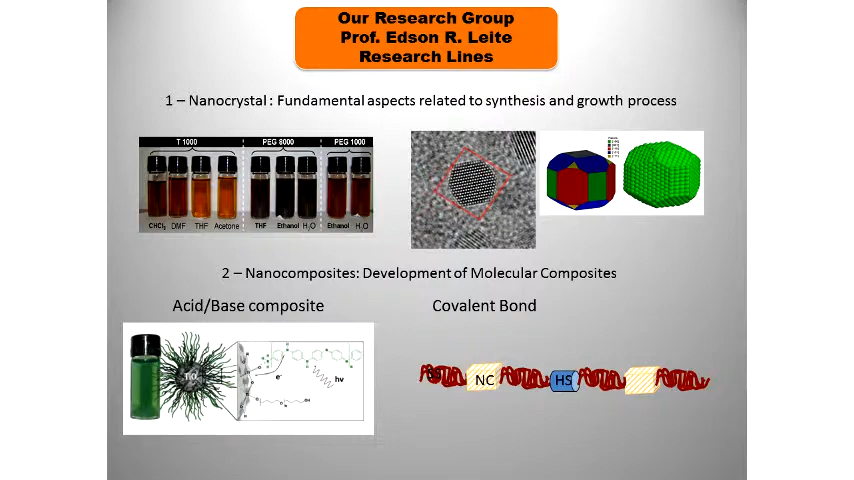 Our Research Group
Prof. Edson R. Leite
Research Lines
1 – Nanocrystal : Fundamental aspects related to synthesis and growth process
T 1000 PEG 8000 PEG 1000
CHCl₃ DMF THF Acetone THF Ethanol H₂O Ethanol H₂O
2 – Nanocomposites: Development of Molecular Composites
Acid/Base composite Covalent Bond
e⁻
hν
NC HS